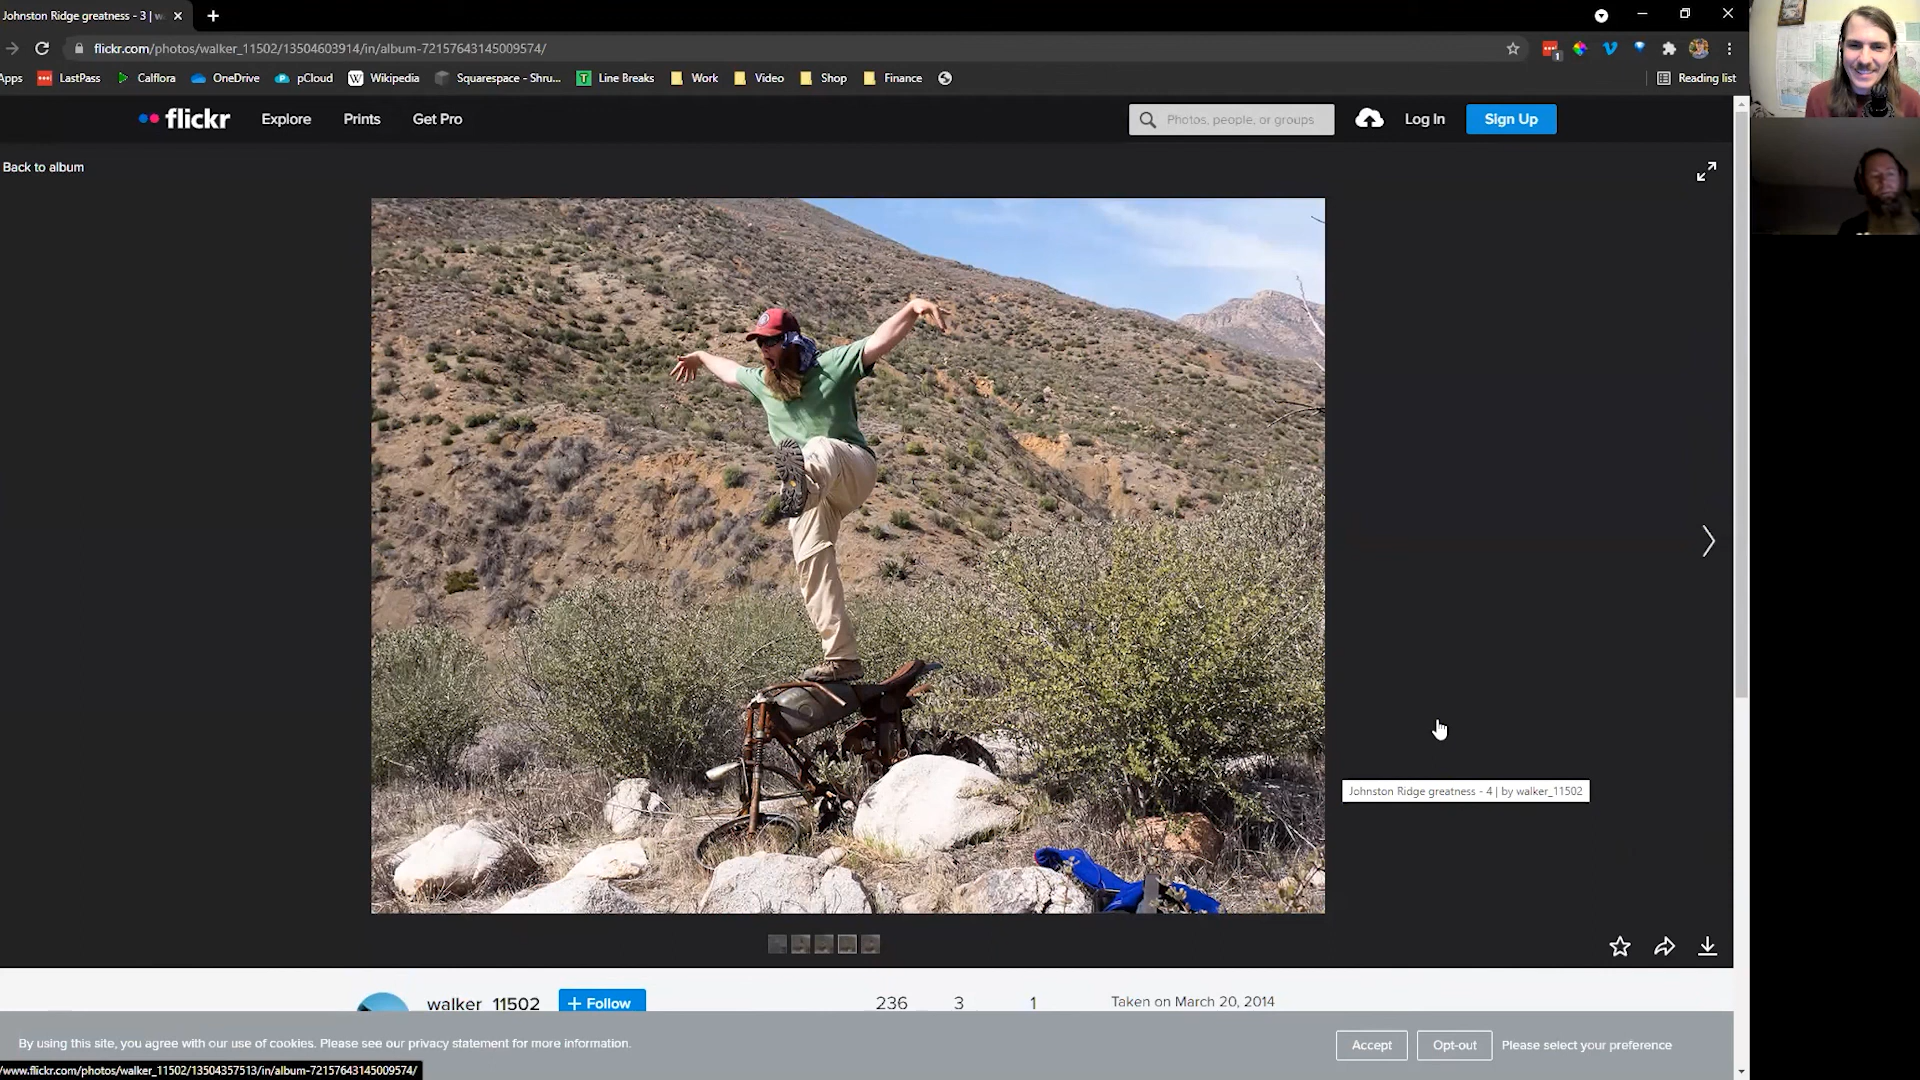 Johnston Ridge greatness - 3 | w
flickr.com/photos/walker_11502/13504603914/in/album-72157643145009574/
1
Apps LastPass Calflora OneDrive pCloud W Wikipedia Squarespace - Shru... T Line Breaks Work Video Shop Finance Reading list
flickr Explore Prints Get Pro Photos, people, or groups Log In Sign Up
Back to album
Johnston Ridge greatness - 4 | by walker_11502
walker_11502 + Follow 236 3 1 Taken on March 20, 2014
By using this site, you agree with our use of cookies. Please see our privacy statement for more information. Accept Opt-out Please select your preference
/www.flickr.com/photos/walker_11502/13504357513/in/album-72157643145009574/